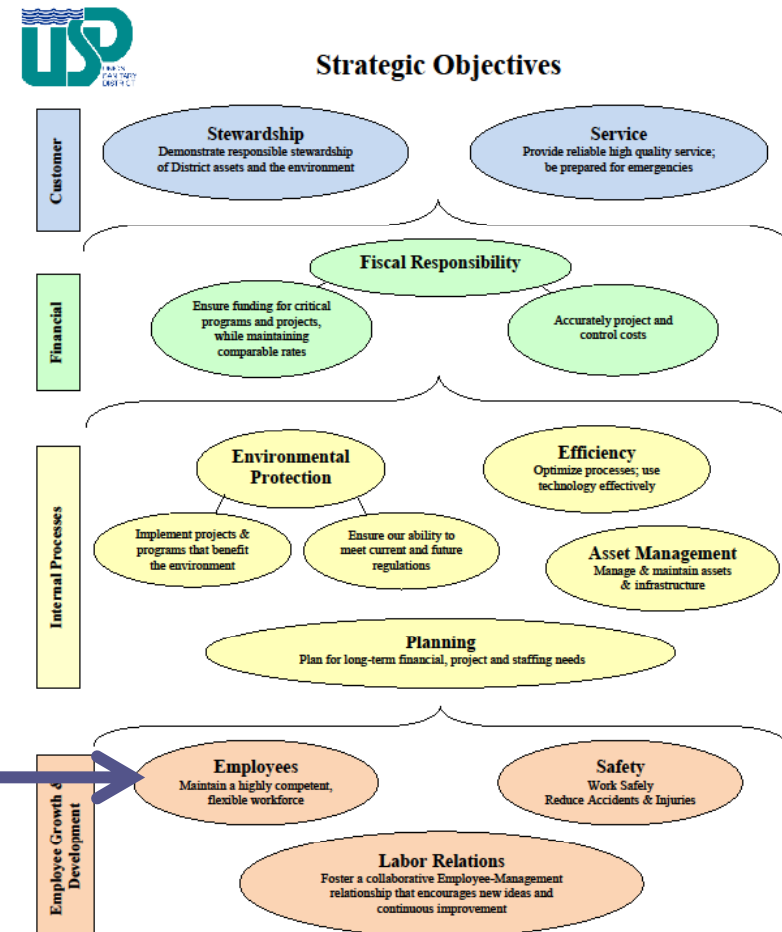 USD
UNION
SANITARY
DISTRICT
Strategic Objectives
Customer
Stewardship
Demonstrate responsible stewardship
of District assets and the environment
Service
Provide reliable high quality service;
be prepared for emergencies
Financial
Fiscal Responsibility
Ensure funding for critical
programs and projects,
while maintaining
comparable rates
Accurately project and
control costs
Internal Processes
Environmental
Protection
Efficiency
Optimize processes; use
technology effectively
Implement projects &
programs that benefit
the environment
Ensure our ability to
meet current and future
regulations
Asset Management
Manage & maintain assets
& infrastructure
Planning
Plan for long-term financial, project and staffing needs
Employee Growth &
Development
Employees
Maintain a highly competent,
flexible workforce
Safety
Work Safely
Reduce Accidents & Injuries
Labor Relations
Foster a collaborative Employee-Management
relationship that encourages new ideas and
continuous improvement